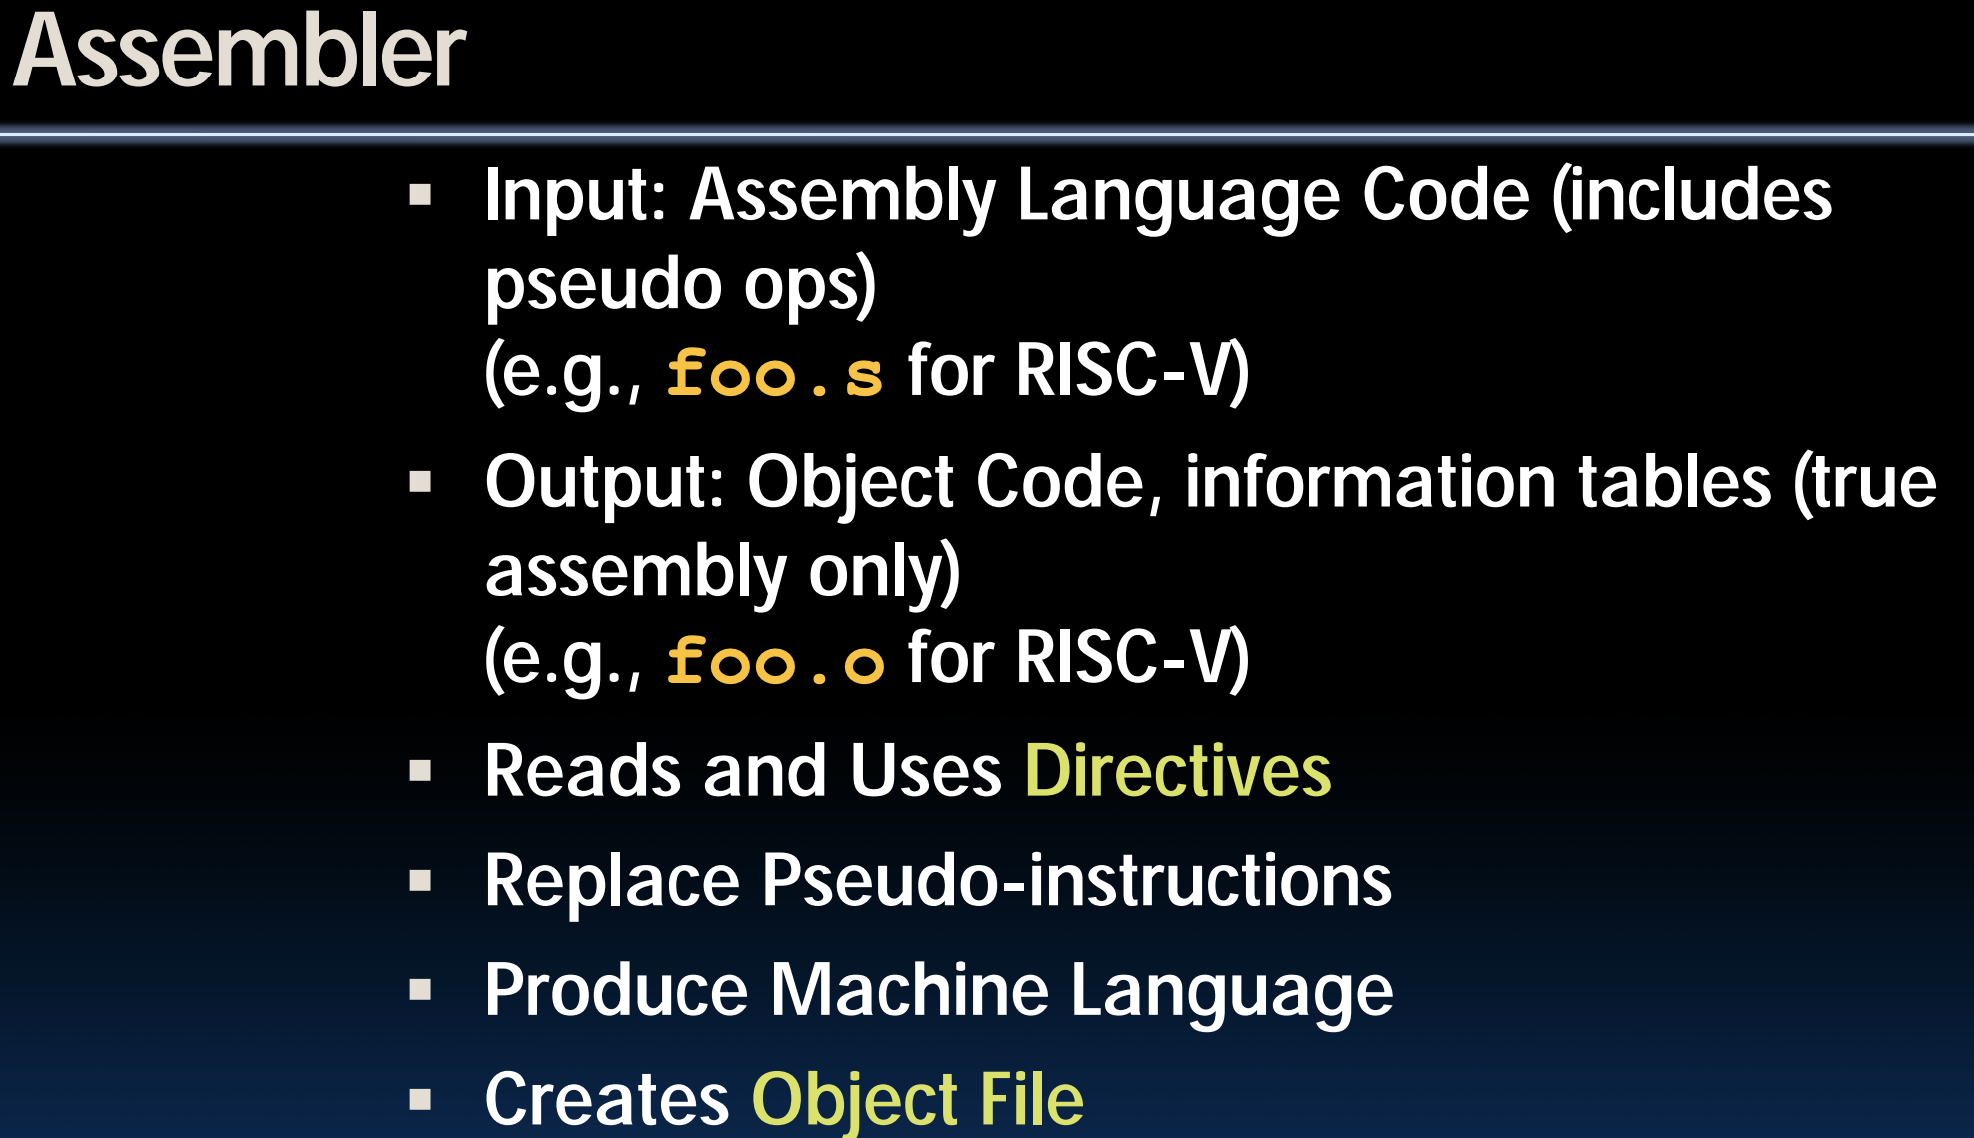 Assembler
Input: Assembly Language Code (includes
pseudo ops)
(e.g., foo.s for RISC-V)
Output: Object Code, information tables (true
assembly only)
(e.g., foo.o for RISC-V)
Reads and Uses Directives
Replace Pseudo-instructions
Produce Machine Language
Creates Object File